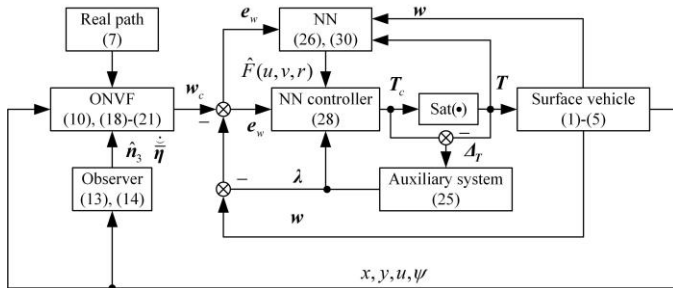 Real path
(7)
NN
(26), (30)
e_w
w
F̂(u, v, r)
ONVF
(10), (18)-(21)
w_c
−
e_w
NN controller
(28)
T_c
Sat(•)
T
Surface vehicle
(1)-(5)
−
Δ_T
n̂_3
Observer
(13), (14)
−
λ
Auxiliary system
(25)
w
x, y, u, ψ